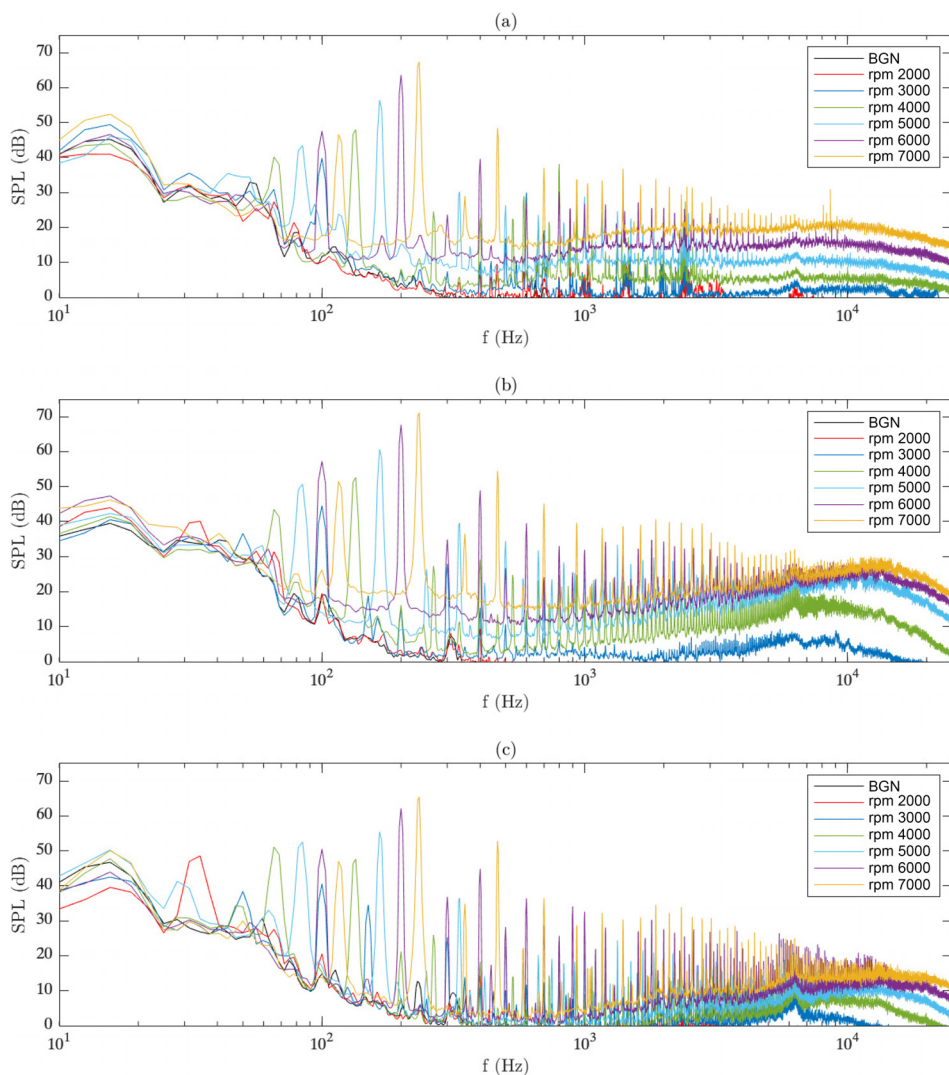 (a)
SPL (dB)
70
60
50
40
30
20
10
0
BGN
rpm 2000
rpm 3000
rpm 4000
rpm 5000
rpm 6000
rpm 7000
10^1
10^2
10^3
10^4
f (Hz)
(b)
SPL (dB)
70
60
50
40
30
20
10
0
BGN
rpm 2000
rpm 3000
rpm 4000
rpm 5000
rpm 6000
rpm 7000
10^1
10^2
10^3
10^4
f (Hz)
(c)
SPL (dB)
70
60
50
40
30
20
10
0
BGN
rpm 2000
rpm 3000
rpm 4000
rpm 5000
rpm 6000
rpm 7000
10^1
10^2
10^3
10^4
f (Hz)